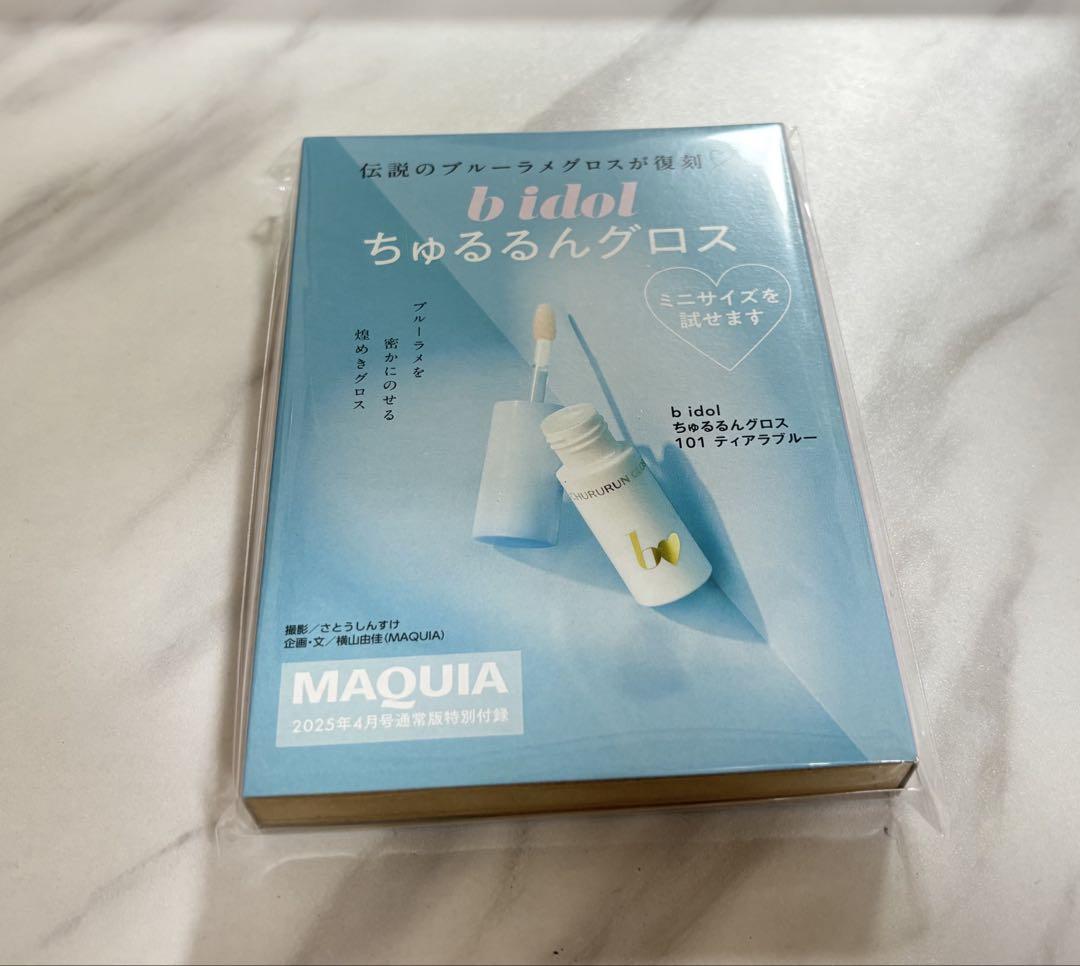 伝説のブルーラメグロスが復刻♡
b idol
ちゅるるんグロス
ミニサイズを
試せます
ブルーラメを
密かにのせる
煌めきグロス
b idol
ちゅるるんグロス
101 ティアラブルー
CHURURUN GLOSS
b
撮影/さとうしんすけ
企画・文/横山由佳(MAQUIA)
MAQUIA
2025年4月号通常版特別付録